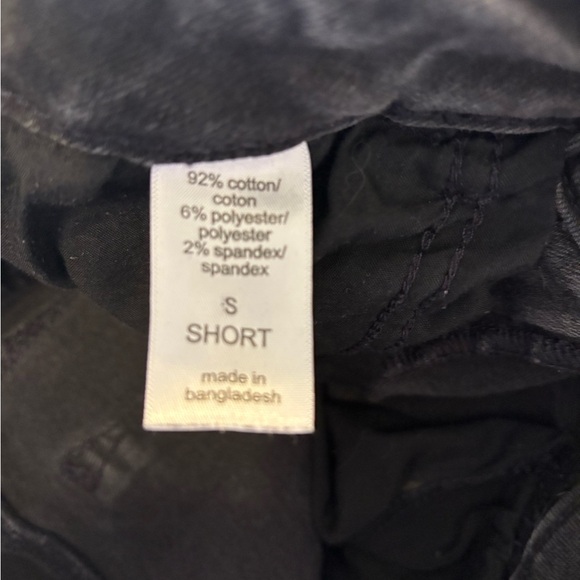 92% cotton/
coton
6% polyester/
polyester
2% spandex/
spandex
S
SHORT
made in
bangladesh